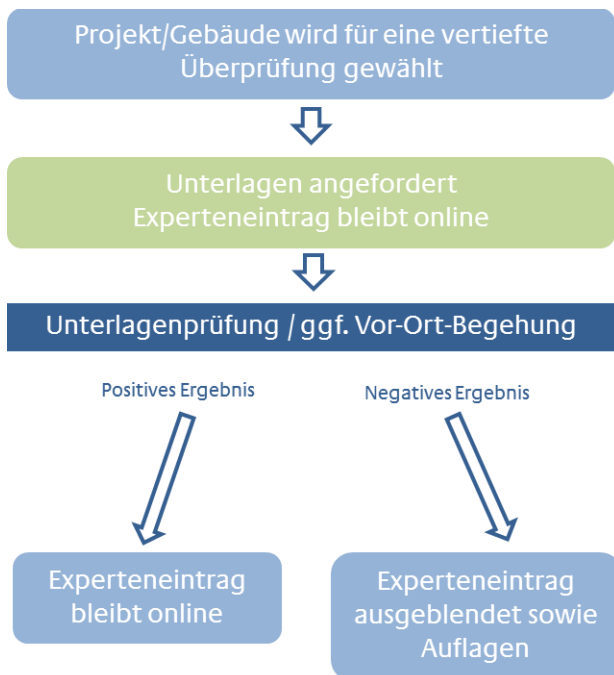 Projekt/Gebäude wird für eine vertiefte
Überprüfung gewählt
Unterlagen angefordert
Experteneintrag bleibt online
Unterlagenprüfung / ggf. Vor-Ort-Begehung
Positives Ergebnis
Negatives Ergebnis
Experteneintrag
bleibt online
Experteneintrag
ausgeblendet sowie
Auflagen